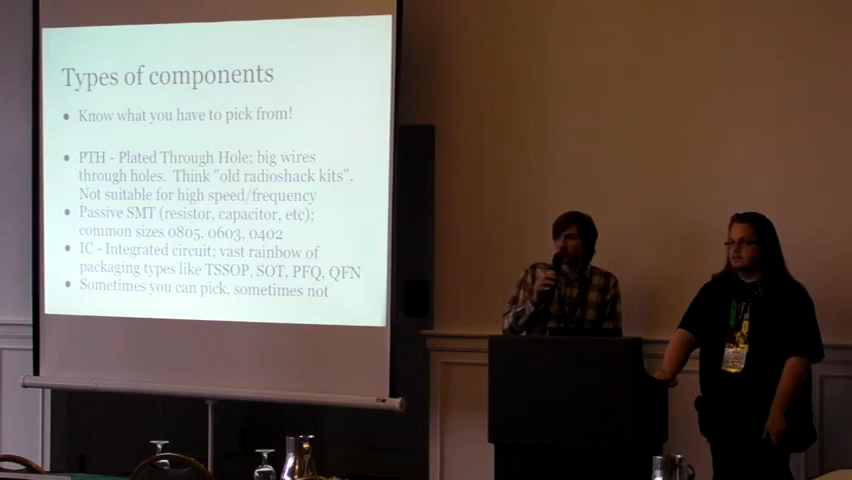 Types of components
• Know what you have to pick from!
• PTH - Plated Through Hole; big wires
through holes. Think "old radioshack kits".
Not suitable for high speed/frequency
• Passive SMT (resistor, capacitor, etc);
common sizes 0805, 0603, 0402
• IC - Integrated circuit; vast rainbow of
packaging types like TSSOP, SOT, PFQ, QFN
• Sometimes you can pick, sometimes not